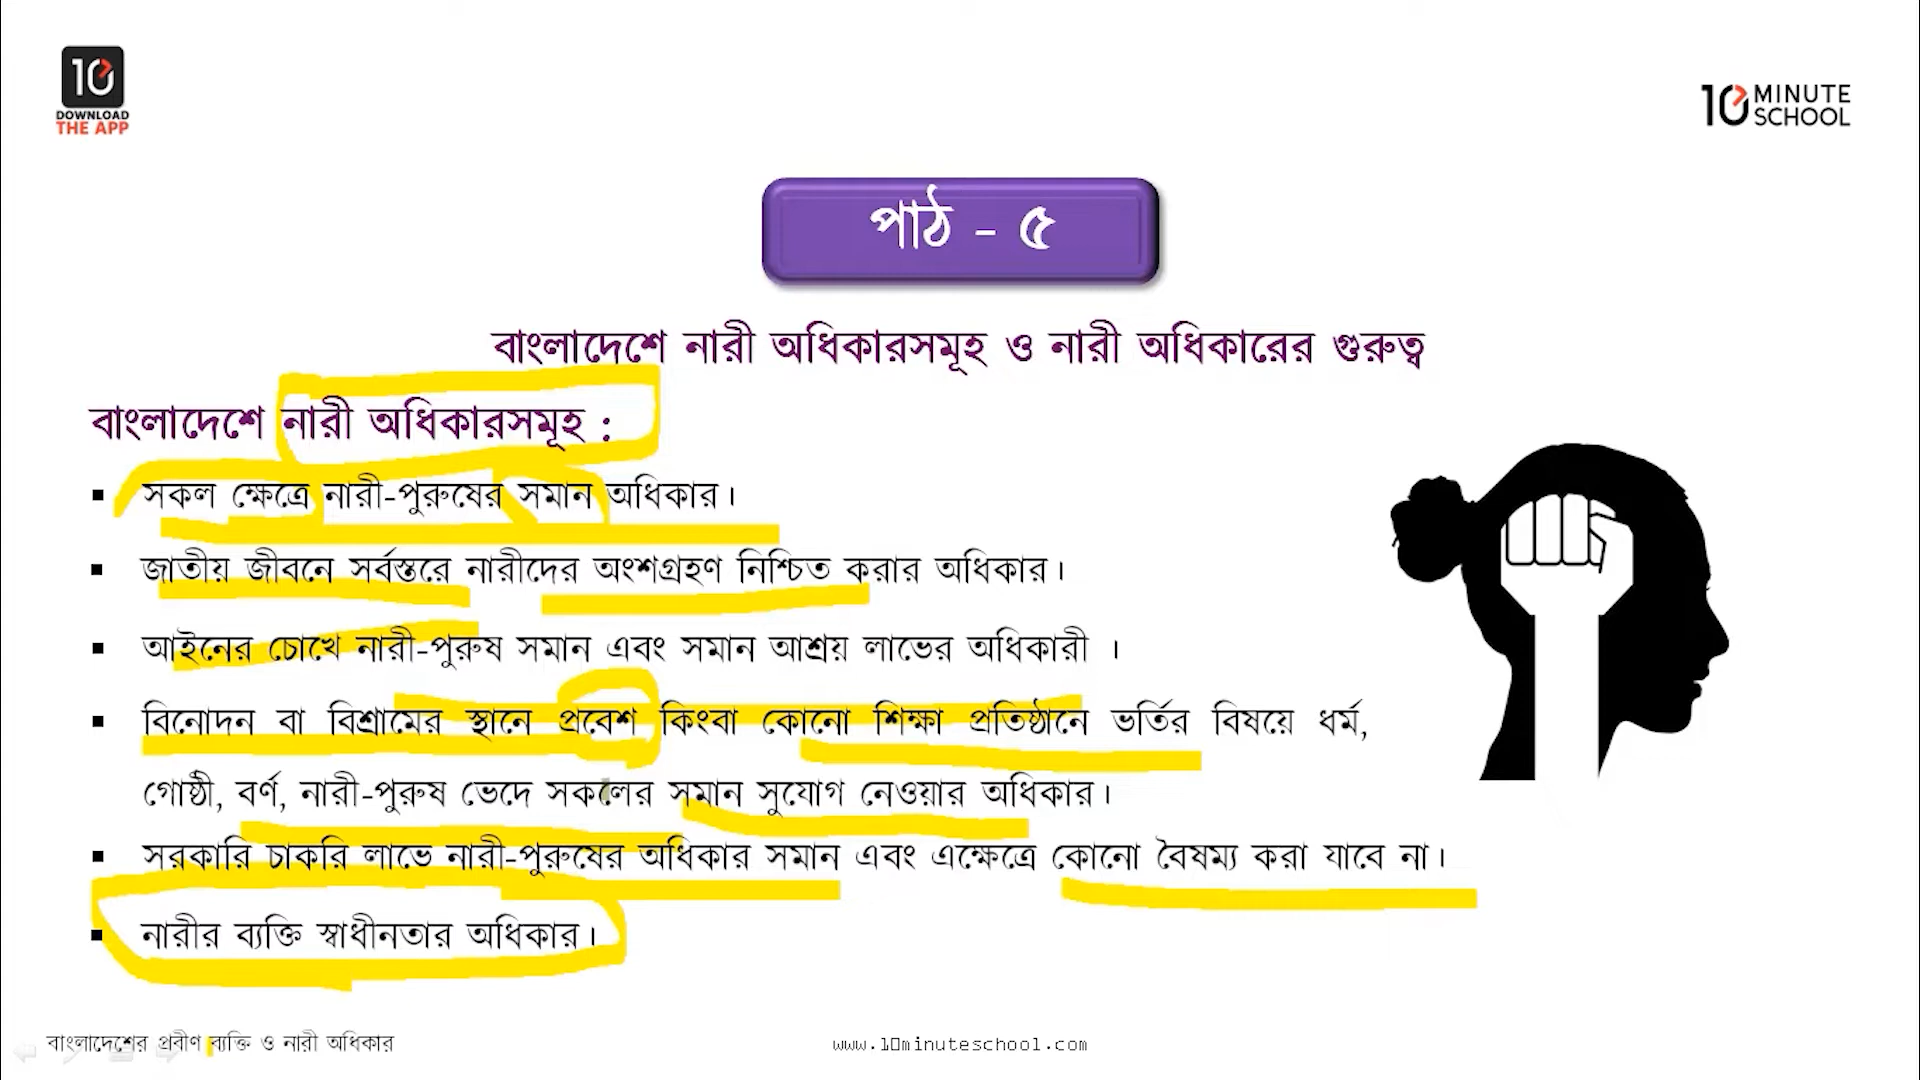 10
DOWNLOAD
THE APP
10 MINUTE
SCHOOL
পাঠ - ৫
বাংলাদেশে নারী অধিকারসমূহ ও নারী অধিকারের গুরুত্ব
বাংলাদেশে নারী অধিকারসমূহ :
▪ সকল ক্ষেত্রে নারী-পুরুষের সমান অধিকার।
▪ জাতীয় জীবনে সর্বস্তরে নারীদের অংশগ্রহণ নিশ্চিত করার অধিকার।
▪ আইনের চোখে নারী-পুরুষ সমান এবং সমান আশ্রয় লাভের অধিকারী ।
▪ বিনোদন বা বিশ্রামের স্থানে প্রবেশ কিংবা কোনো শিক্ষা প্রতিষ্ঠানে ভর্তির বিষয়ে ধর্ম,
গোষ্ঠী, বর্ণ, নারী-পুরুষ ভেদে সকলের সমান সুযোগ নেওয়ার অধিকার।
▪ সরকারি চাকরি লাভে নারী-পুরুষের অধিকার সমান এবং এক্ষেত্রে কোনো বৈষম্য করা যাবে না।
▪ নারীর ব্যক্তি স্বাধীনতার অধিকার।
বাংলাদেশের প্রবীণ ব্যক্তি ও নারী অধিকার
www.10minuteschool.com